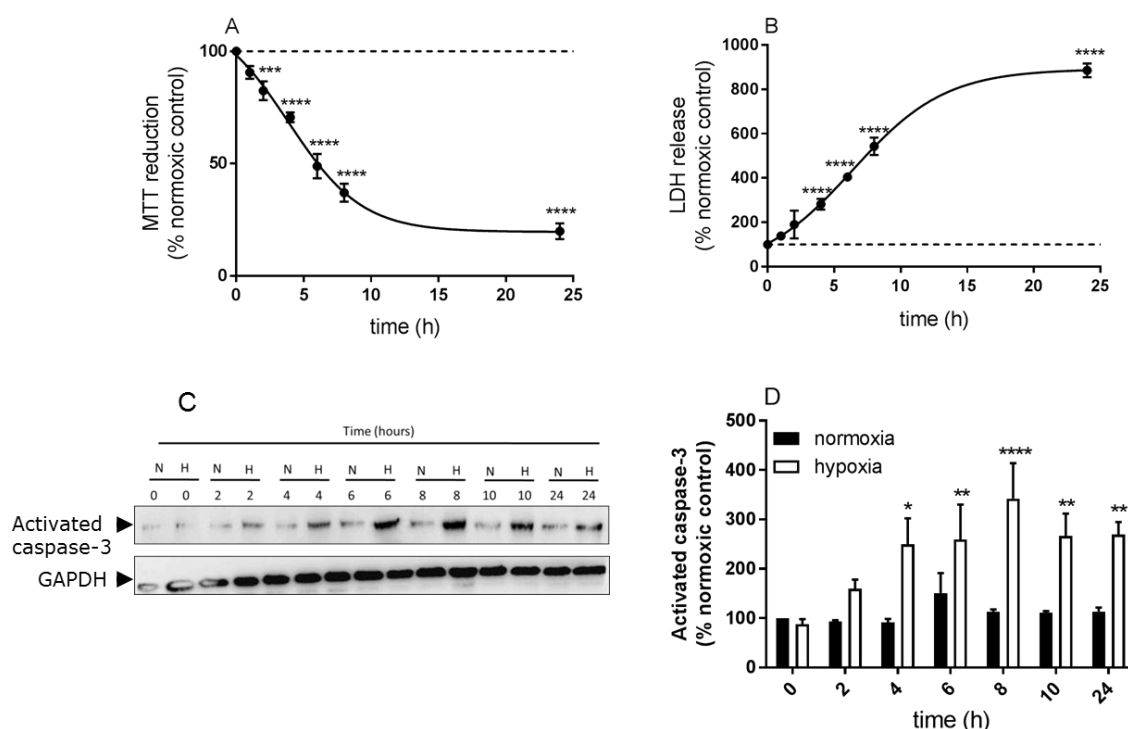 A
MTT reduction
(% normoxic control)
100
50
0
***
****
****
****
****
0 5 10 15 20 25
time (h)
B
LDH release
(% normoxic control)
1000
800
600
400
200
0
****
****
****
****
0 5 10 15 20 25
time (h)
C
Time (hours)
N H N H N H N H N H N H N H
0 0 2 2 4 4 6 6 8 8 10 10 24 24
Activated
caspase-3
GAPDH
D
Activated caspase-3
(% normoxic control)
500
400
300
200
100
0
normoxia
hypoxia
*
**
****
**
**
0 2 4 6 8 10 24
time (h)